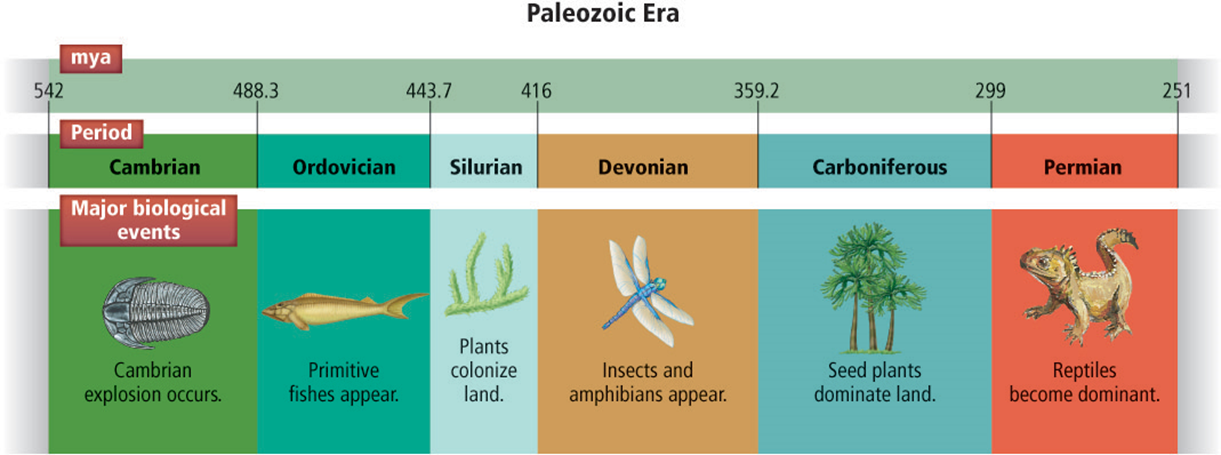 Paleozoic Era
mya
542 488.3 443.7 416 359.2 299 251
Period
Cambrian Ordovician Silurian Devonian Carboniferous Permian
Major biological
events
Cambrian
explosion occurs.
Primitive
fishes appear.
Plants
colonize
land.
Insects and
amphibians appear.
Seed plants
dominate land.
Reptiles
become dominant.